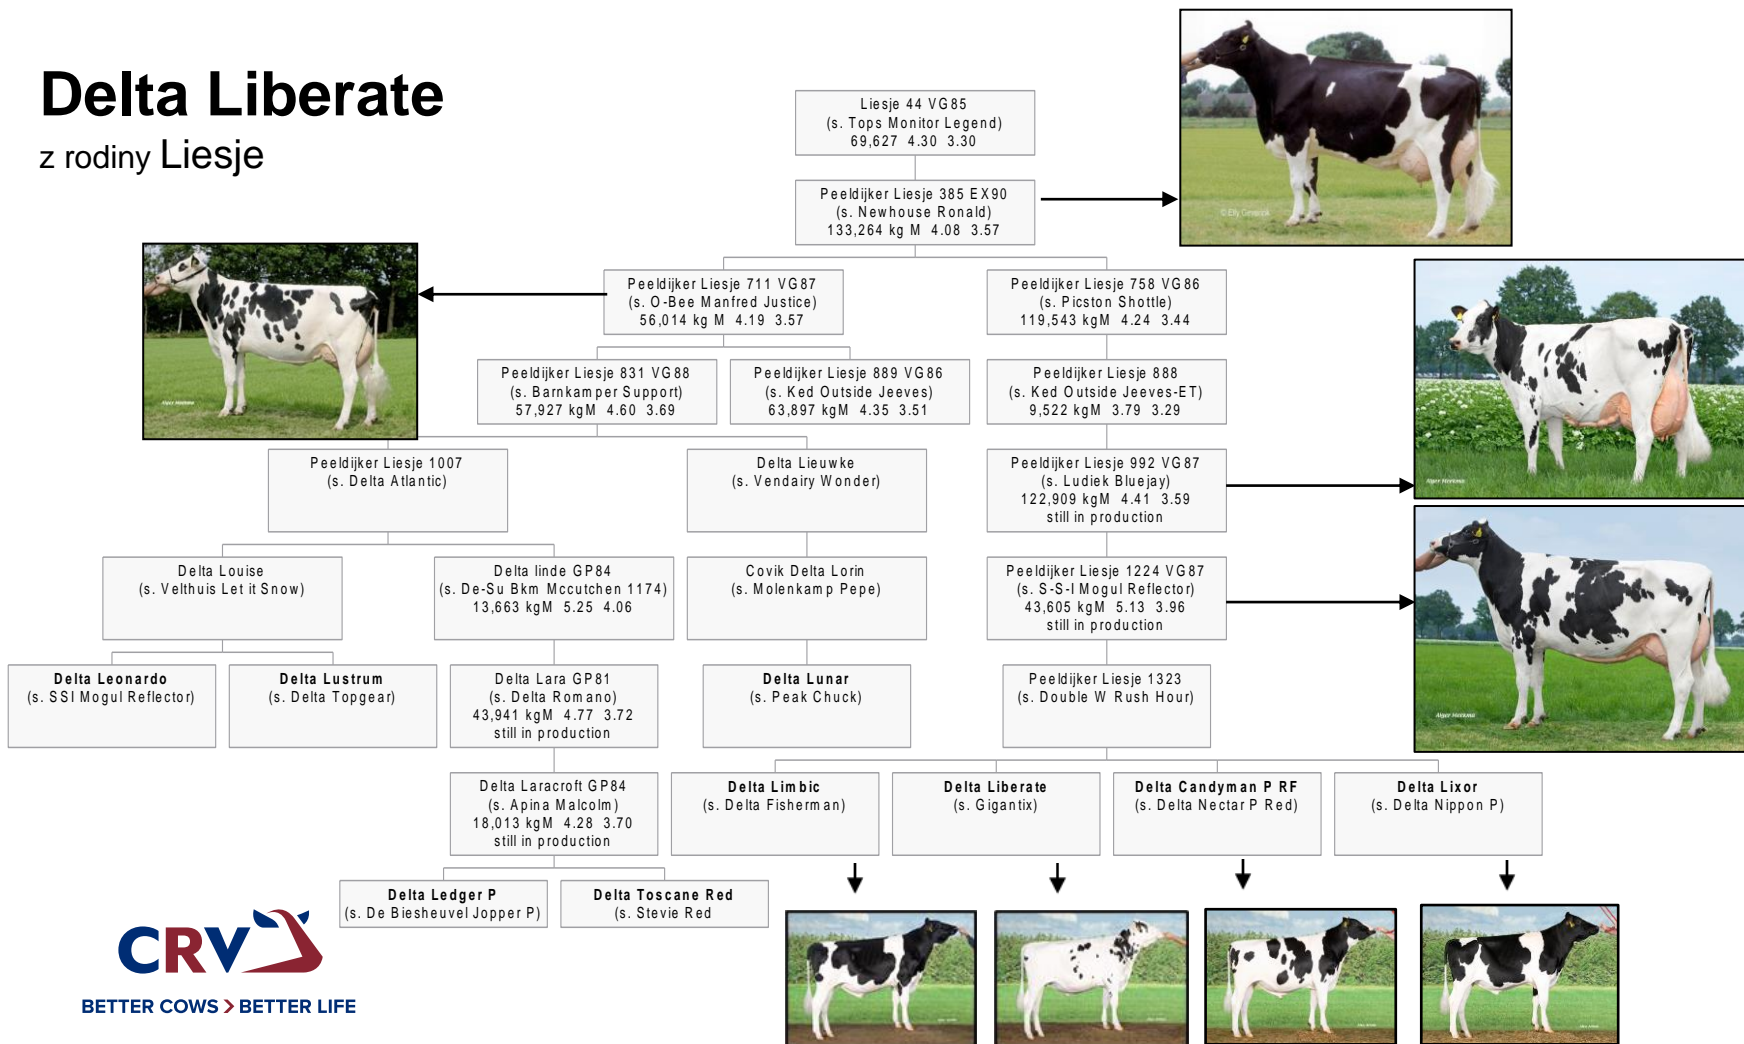 Delta Liberate
z rodiny Liesje
Liesje 44 VG85
(s. Tops Monitor Legend)
69,627 4.30 3.30
Peeldijker Liesje 385 EX90
(s. Newhouse Ronald)
133,264 kg M 4.08 3.57
© Elly Geverink
Peeldijker Liesje 711 VG87
(s. O-Bee Manfred Justice)
56,014 kg M 4.19 3.57
Peeldijker Liesje 758 VG86
(s. Picston Shottle)
119,543 kgM 4.24 3.44
Alger Meekma
Peeldijker Liesje 831 VG88
(s. Barnkamper Support)
57,927 kgM 4.60 3.69
Peeldijker Liesje 889 VG86
(s. Ked Outside Jeeves)
63,897 kgM 4.35 3.51
Peeldijker Liesje 888
(s. Ked Outside Jeeves-ET)
9,522 kgM 3.79 3.29
Peeldijker Liesje 1007
(s. Delta Atlantic)
Delta Lieuwke
(s. Vendairy Wonder)
Peeldijker Liesje 992 VG87
(s. Ludiek Bluejay)
122,909 kgM 4.41 3.59
still in production
Alger Meekma
Delta Louise
(s. Velthuis Let it Snow)
Delta linde GP84
(s. De-Su Bkm Mccutchen 1174)
13,663 kgM 5.25 4.06
Covik Delta Lorin
(s. Molenkamp Pepe)
Peeldijker Liesje 1224 VG87
(s. S-S-I Mogul Reflector)
43,605 kgM 5.13 3.96
still in production
Alger Meekma
Delta Leonardo
(s. SSI Mogul Reflector)
Delta Lustrum
(s. Delta Topgear)
Delta Lara GP81
(s. Delta Romano)
43,941 kgM 4.77 3.72
still in production
Delta Lunar
(s. Peak Chuck)
Peeldijker Liesje 1323
(s. Double W Rush Hour)
Delta Laracroft GP84
(s. Apina Malcolm)
18,013 kgM 4.28 3.70
still in production
Delta Limbic
(s. Delta Fisherman)
Delta Liberate
(s. Gigantix)
Delta Candyman P RF
(s. Delta Nectar P Red)
Delta Lixor
(s. Delta Nippon P)
Delta Ledger P
(s. De Biesheuvel Jopper P)
Delta Toscane Red
(s. Stevie Red
CRV
BETTER COWS > BETTER LIFE